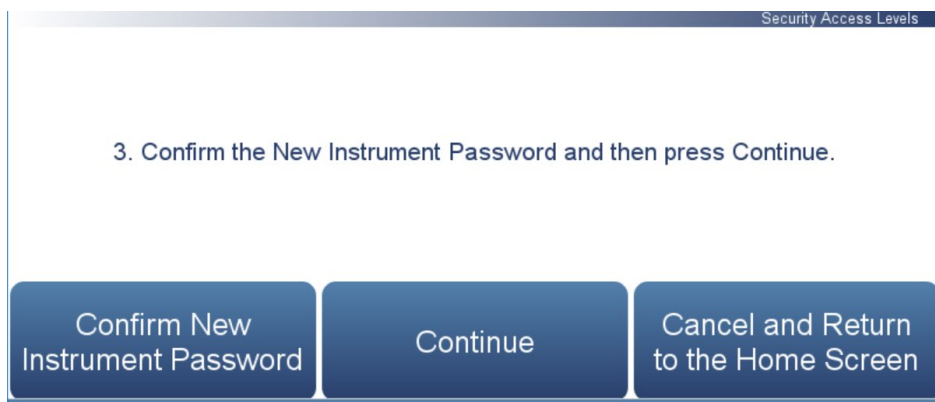 Security Access Levels
3. Confirm the New Instrument Password and then press Continue.
Confirm New
Instrument Password
Continue
Cancel and Return
to the Home Screen